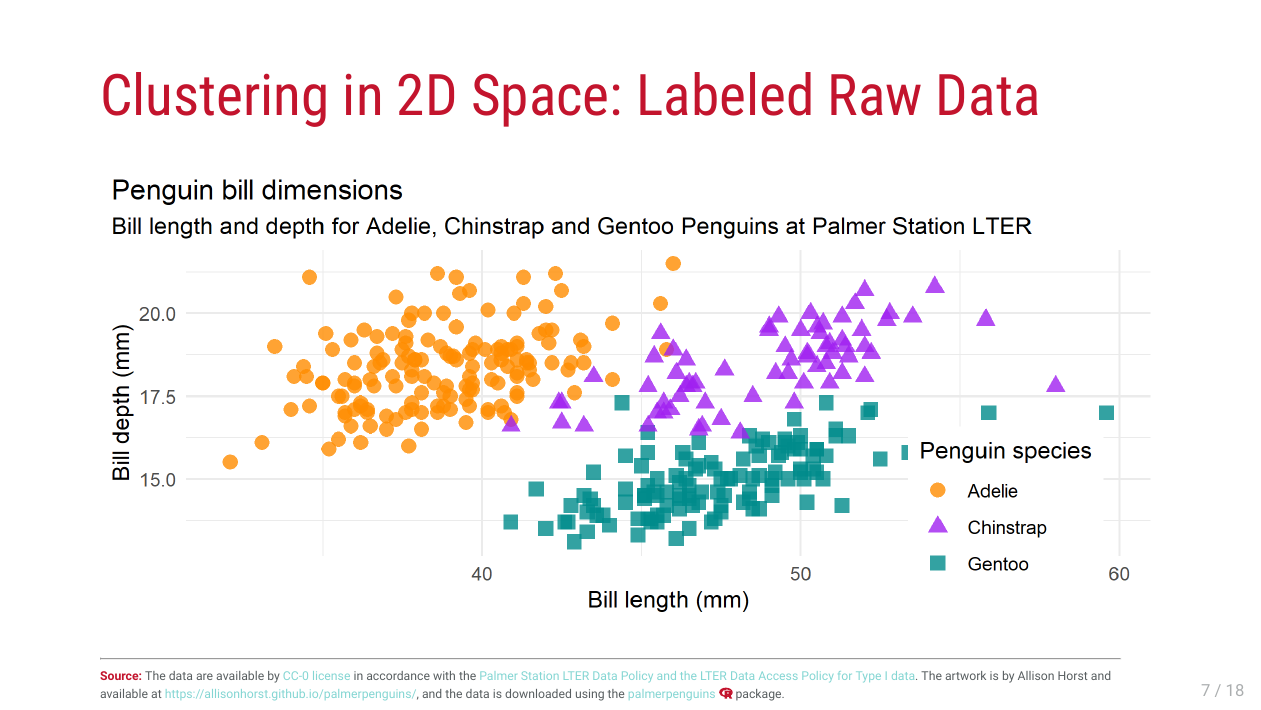 Clustering in 2D Space: Labeled Raw Data
Penguin bill dimensions
Bill length and depth for Adelie, Chinstrap and Gentoo Penguins at Palmer Station LTER
Bill depth (mm)
20.0
17.5
15.0
Penguin species
Adelie
Chinstrap
Gentoo
40
50
60
Bill length (mm)
Source: The data are available by CC-0 license in accordance with the Palmer Station LTER Data Policy and the LTER Data Access Policy for Type I data. The artwork is by Allison Horst and
available at https://allisonhorst.github.io/palmerpenguins/, and the data is downloaded using the palmerpenguins R package.
7 / 18